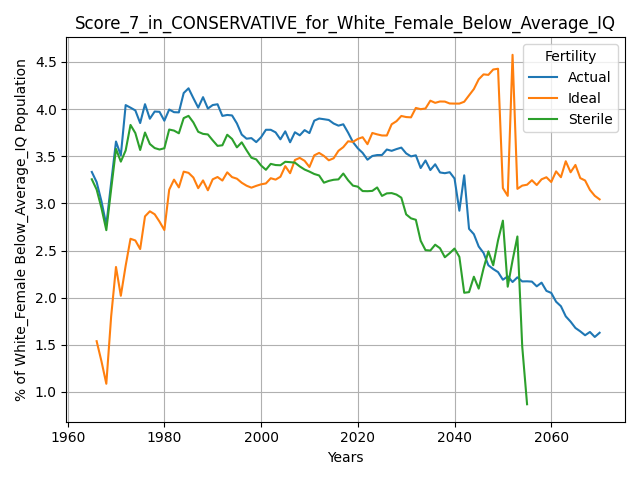 Score_7_in_CONSERVATIVE_for_White_Female_Below_Average_IQ
% of White_Female Below_Average_IQ Population
4.5
4.0
3.5
3.0
2.5
2.0
1.5
1.0
Fertility
Actual
Ideal
Sterile
1960
1980
2000
2020
2040
2060
Years